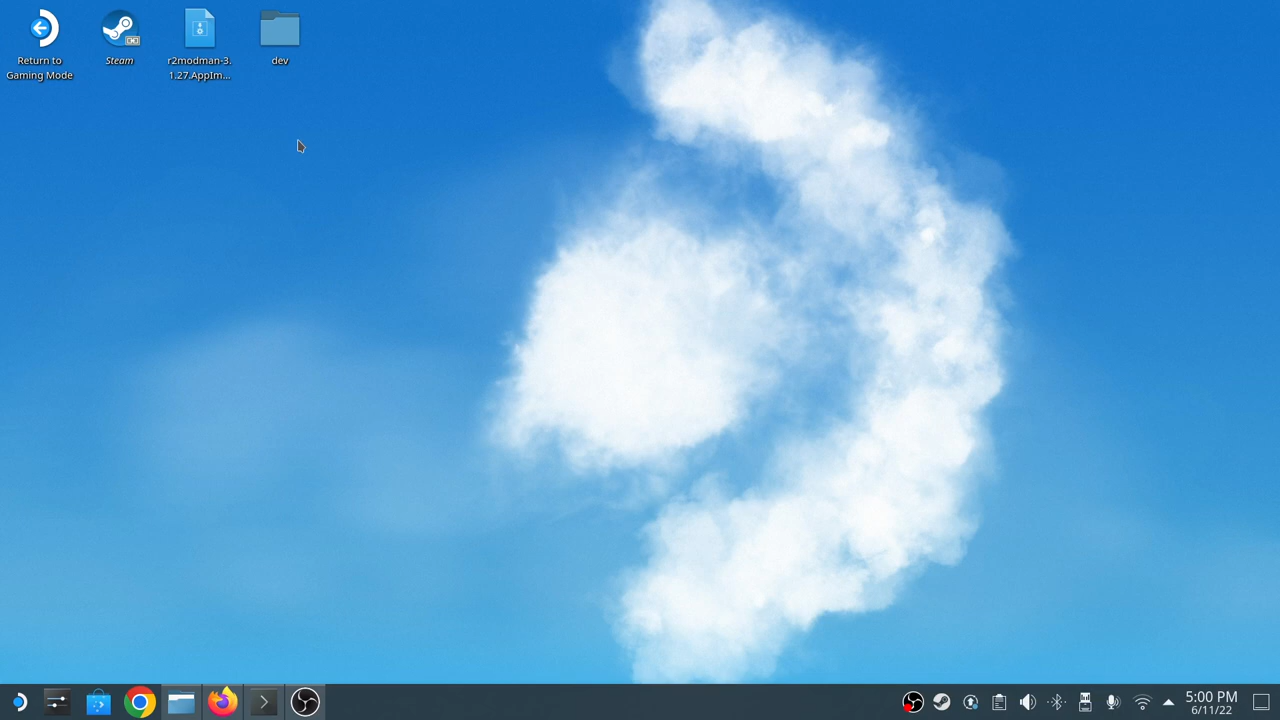 Return to
Gaming Mode
Steam
r2modman-3.
1.27.AppIm...
dev
5:00 PM
6/11/22